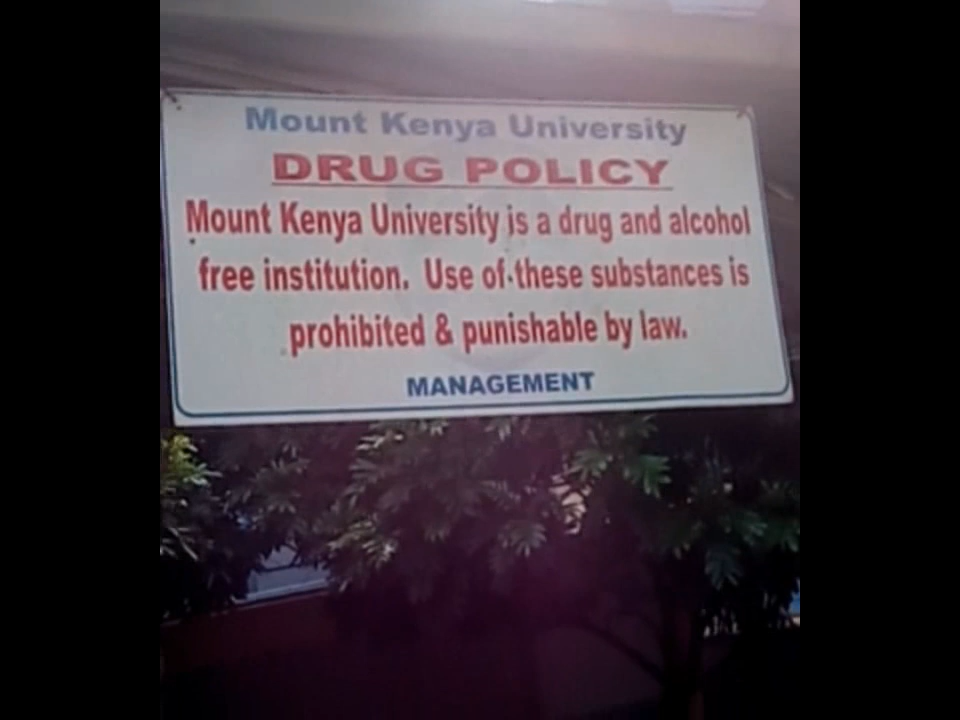 Mount Kenya University
DRUG POLICY
Mount Kenya University is a drug and alcohol
free institution. Use of these substances is
prohibited & punishable by law.
MANAGEMENT